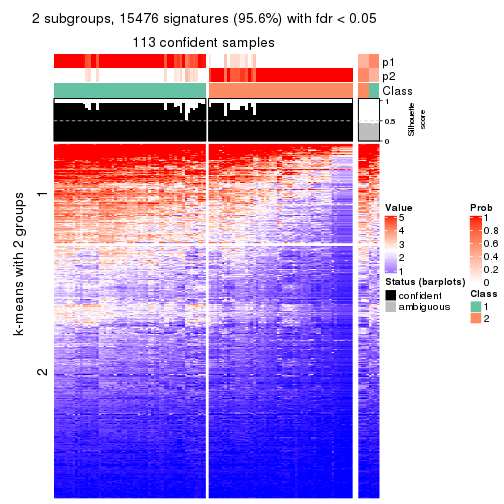 2 subgroups, 15476 signatures (95.6%) with fdr < 0.05
113 confident samples
p1
p2
Class
1
0.5
0
Silhouette
score
k-means with 2 groups
1
2
Value
5
4
3
2
1
Status (barplots)
confident
ambiguous
Prob
1
0.8
0.6
0.4
0.2
0
Class
1
2